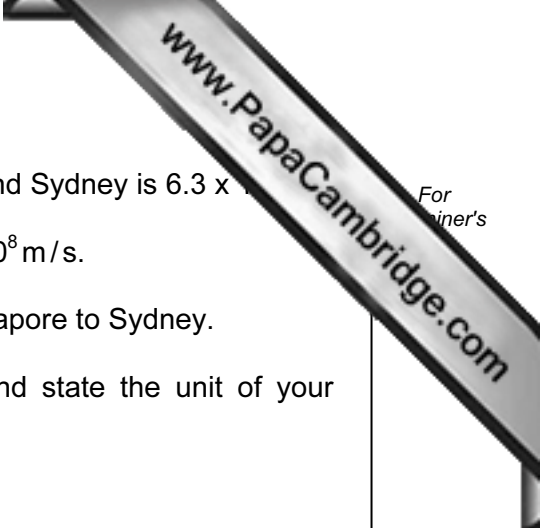 www.PapaCambridge.com
nd Sydney is 6.3 x
For
iner's
0⁸ m/s.
apore to Sydney.
nd state the unit of your